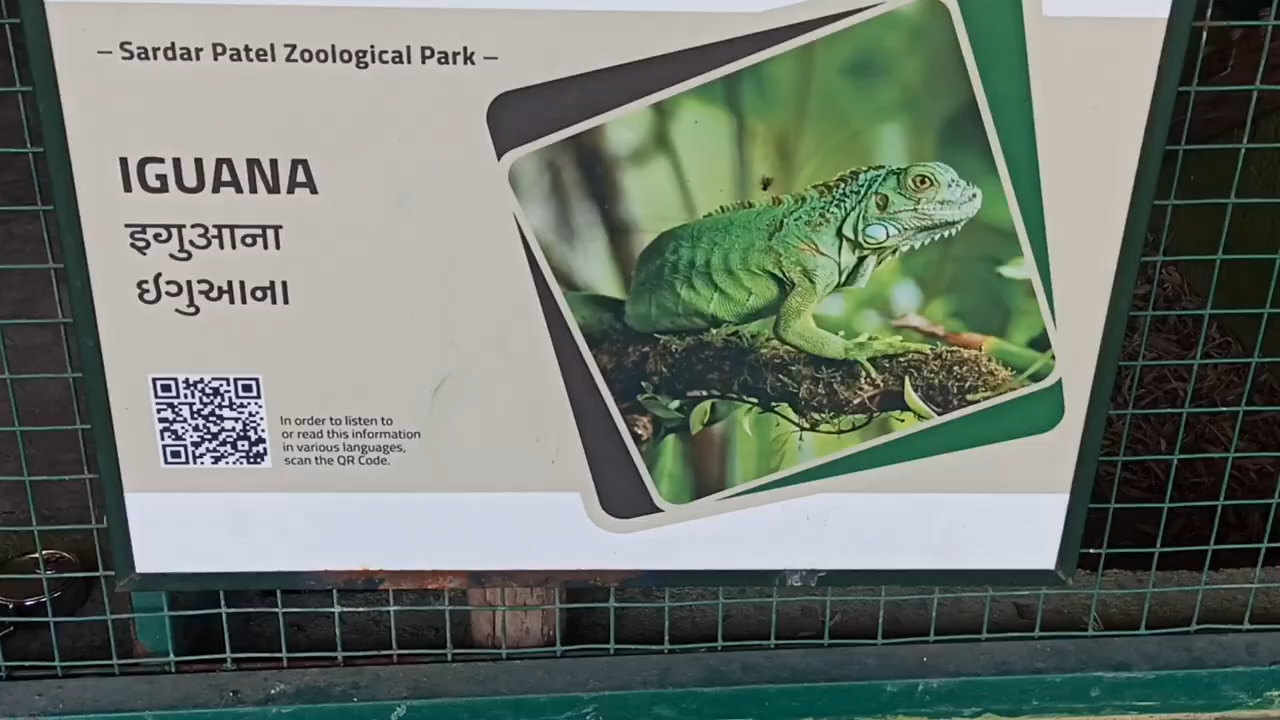 – Sardar Patel Zoological Park –
IGUANA
इगुआना
ઈગુઆના
In order to listen to
or read this information
in various languages,
scan the QR Code.